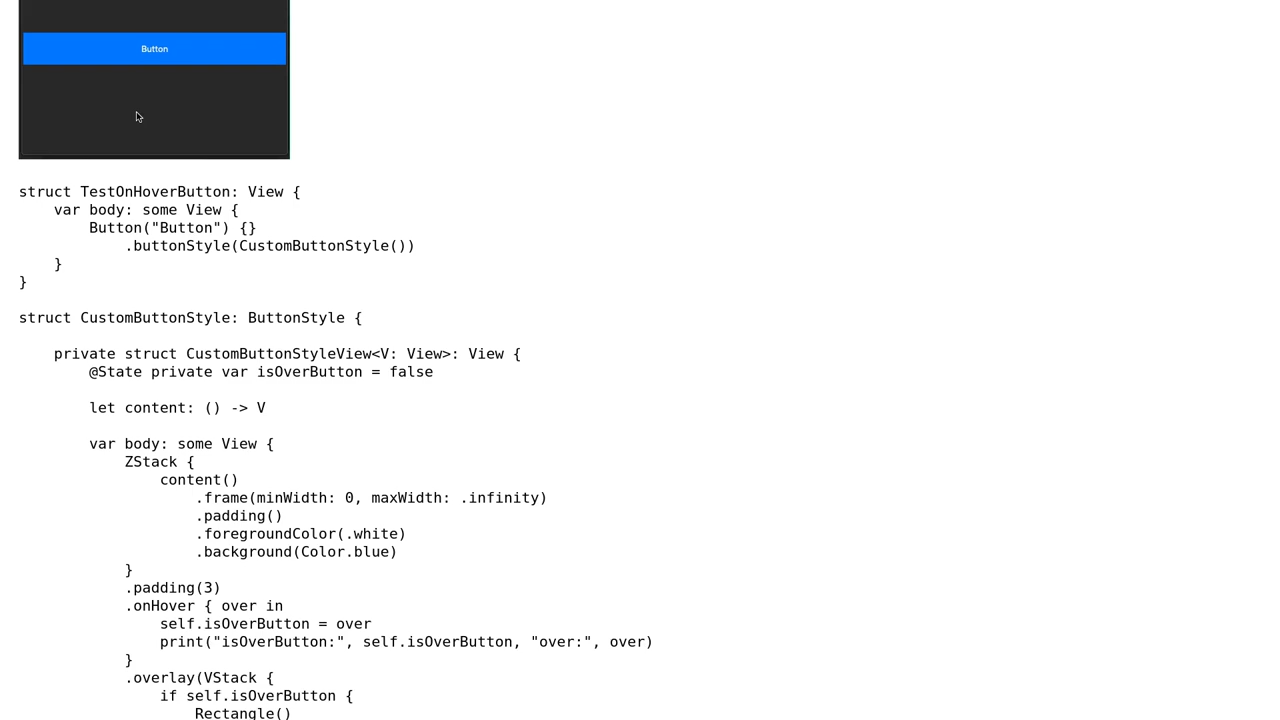 Button
struct TestOnHoverButton: View {
    var body: some View {
        Button("Button") {}
            .buttonStyle(CustomButtonStyle())
    }
}
struct CustomButtonStyle: ButtonStyle {
    private struct CustomButtonStyleView<V: View>: View {
        @State private var isOverButton = false
        let content: () -> V
        var body: some View {
            ZStack {
                content()
                    .frame(minWidth: 0, maxWidth: .infinity)
                    .padding()
                    .foregroundColor(.white)
                    .background(Color.blue)
            }
            .padding(3)
            .onHover { over in
                self.isOverButton = over
                print("isOverButton:", self.isOverButton, "over:", over)
            }
            .overlay(VStack {
                if self.isOverButton {
                    Rectangle()